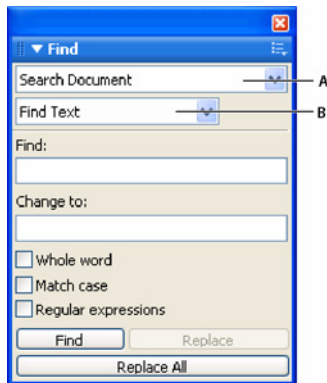 Find
Search Document
A
Find Text
B
Find:
Change to:
Whole word
Match case
Regular expressions
Find Replace
Replace All